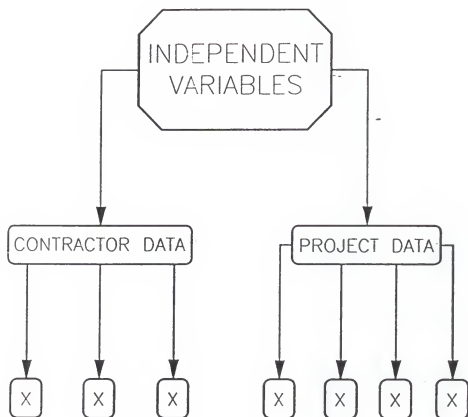 INDEPENDENT
VARIABLES
CONTRACTOR DATA
PROJECT DATA
X X X X X X X